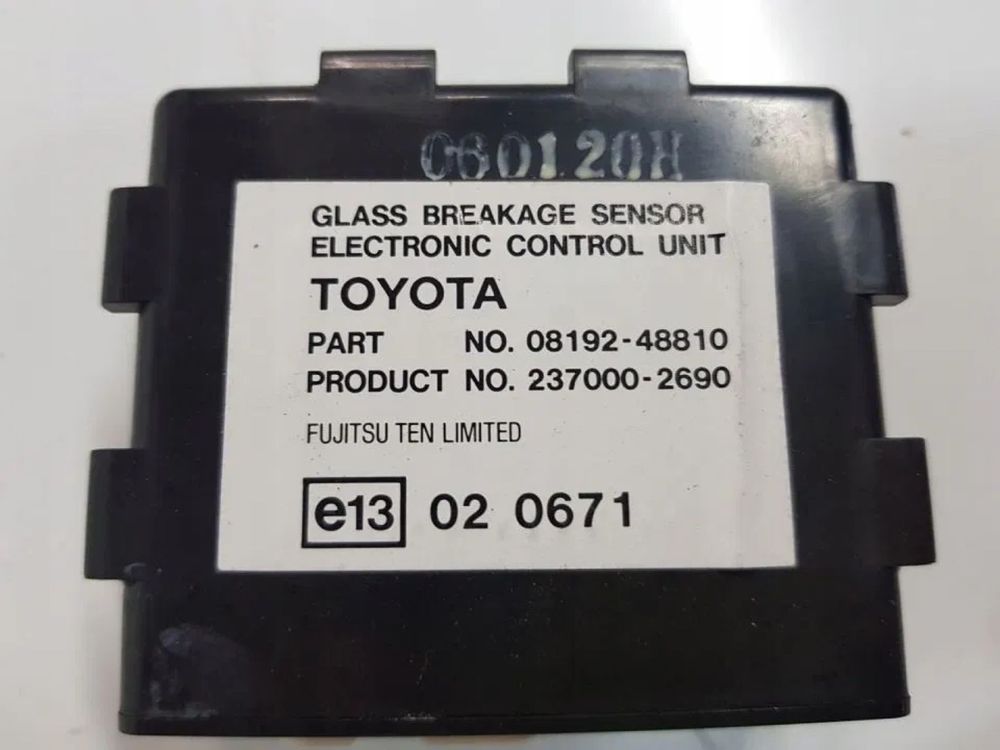 060120H
GLASS BREAKAGE SENSOR
ELECTRONIC CONTROL UNIT
TOYOTA
PART NO. 08192-48810
PRODUCT NO. 237000-2690
FUJITSU TEN LIMITED
e13 02 0671